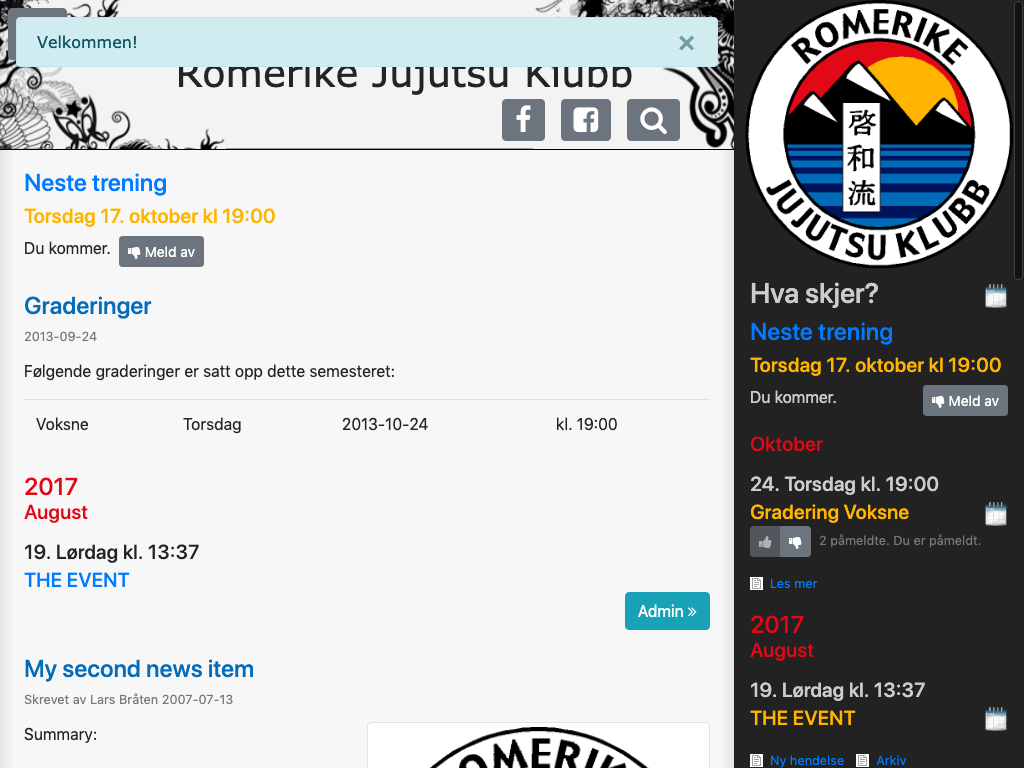 Velkommen!
×
Romerike Jujutsu Klubb
Neste trening
Torsdag 17. oktober kl 19:00
Du kommer. Meld av
Graderinger
2013-09-24
Følgende graderinger er satt opp dette semesteret:
Voksne Torsdag 2013-10-24 kl. 19:00
2017
August
19. Lørdag kl. 13:37
THE EVENT
Admin »
My second news item
Skrevet av Lars Bråten 2007-07-13
Summary:
ROMERIKE
ROMERIKE
啓和流
JUJUTSU KLUBB
Hva skjer?
Neste trening
Torsdag 17. oktober kl 19:00
Du kommer. Meld av
Oktober
24. Torsdag kl. 19:00
Gradering Voksne
2 påmeldte. Du er påmeldt.
Les mer
2017
August
19. Lørdag kl. 13:37
THE EVENT
Ny hendelse Arkiv